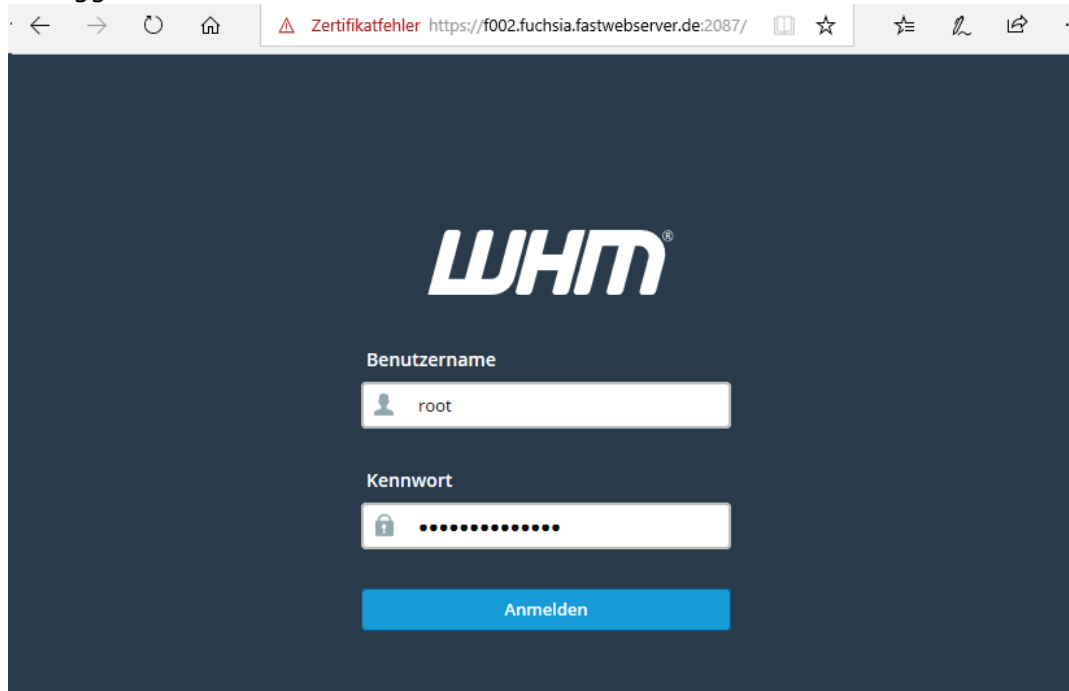 Zertifikatfehler https://f002.fuchsia.fastwebserver.de:2087/
WHM®
Benutzername
root
Kennwort
••••••••••••••
Anmelden